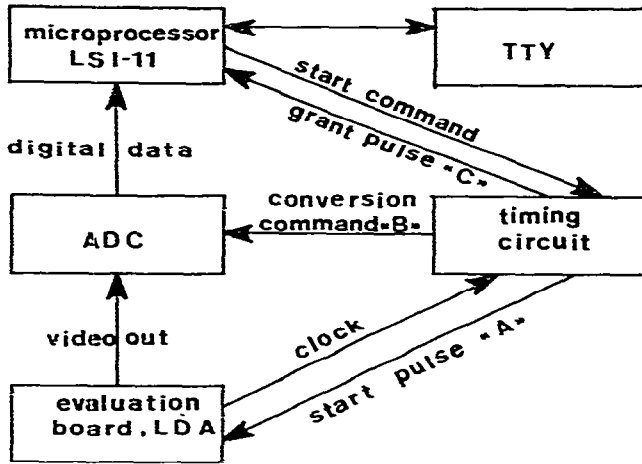 microprocessor
LSI-11
TTY
start command
grant pulse «C»
digital data
conversion
command«B»
ADC
timing
circuit
video out
clock
start pulse «A»
evaluation
board, LDA